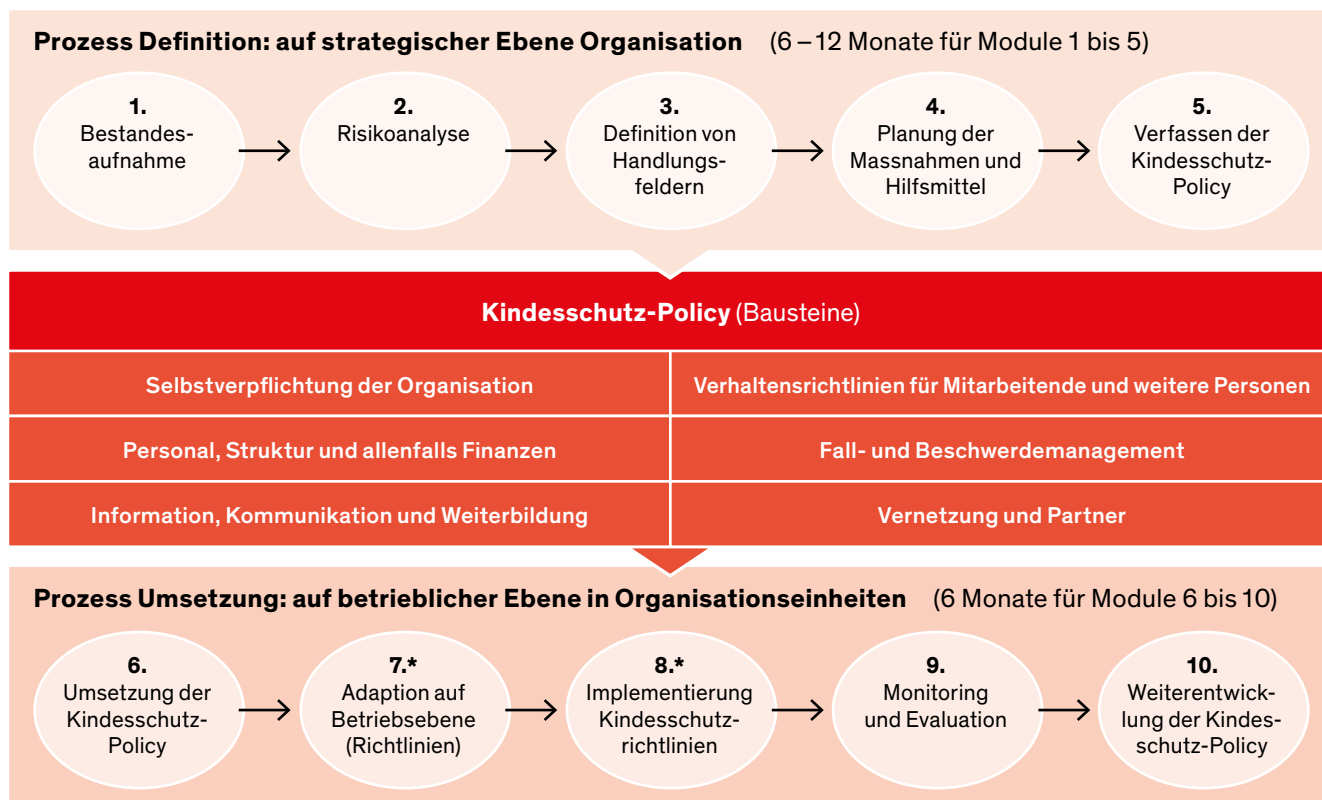 Prozess Definition: auf strategischer Ebene Organisation (6 – 12 Monate für Module 1 bis 5)
1.
Bestandes-
aufnahme
2.
Risikoanalyse
3.
Definition von
Handlungs-
feldern
4.
Planung der
Massnahmen und
Hilfsmittel
5.
Verfassen der
Kindesschutz-
Policy
Kindesschutz-Policy (Bausteine)
Selbstverpflichtung der Organisation
Verhaltensrichtlinien für Mitarbeitende und weitere Personen
Personal, Struktur und allenfalls Finanzen
Fall- und Beschwerdemanagement
Information, Kommunikation und Weiterbildung
Vernetzung und Partner
Prozess Umsetzung: auf betrieblicher Ebene in Organisationseinheiten (6 Monate für Module 6 bis 10)
6.
Umsetzung der
Kindesschutz-
Policy
7.*
Adaption auf
Betriebsebene
(Richtlinien)
8.*
Implementierung
Kindesschutz-
richtlinien
9.
Monitoring
und Evaluation
10.
Weiterentwick-
lung der Kindes-
schutz-Policy